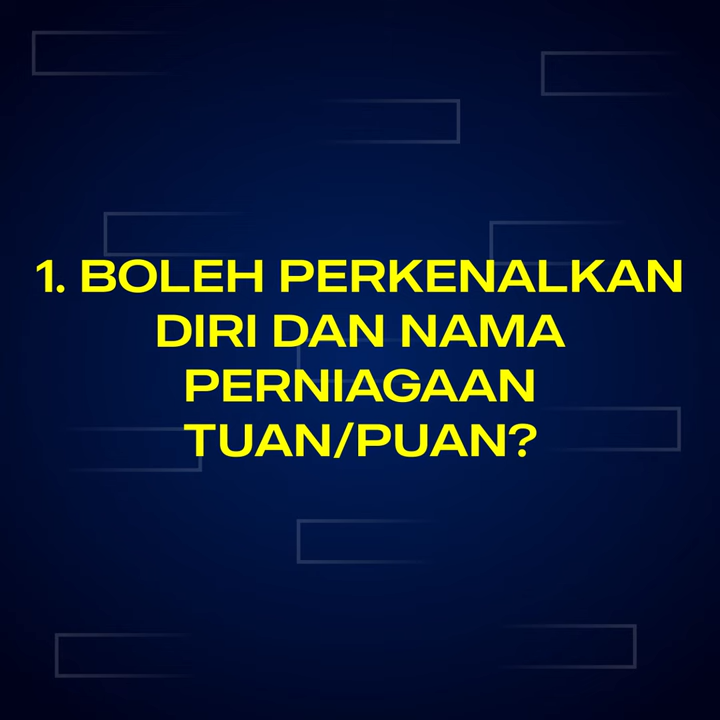 1. BOLEH PERKENALKAN
DIRI DAN NAMA
PERNIAGAAN
TUAN/PUAN?